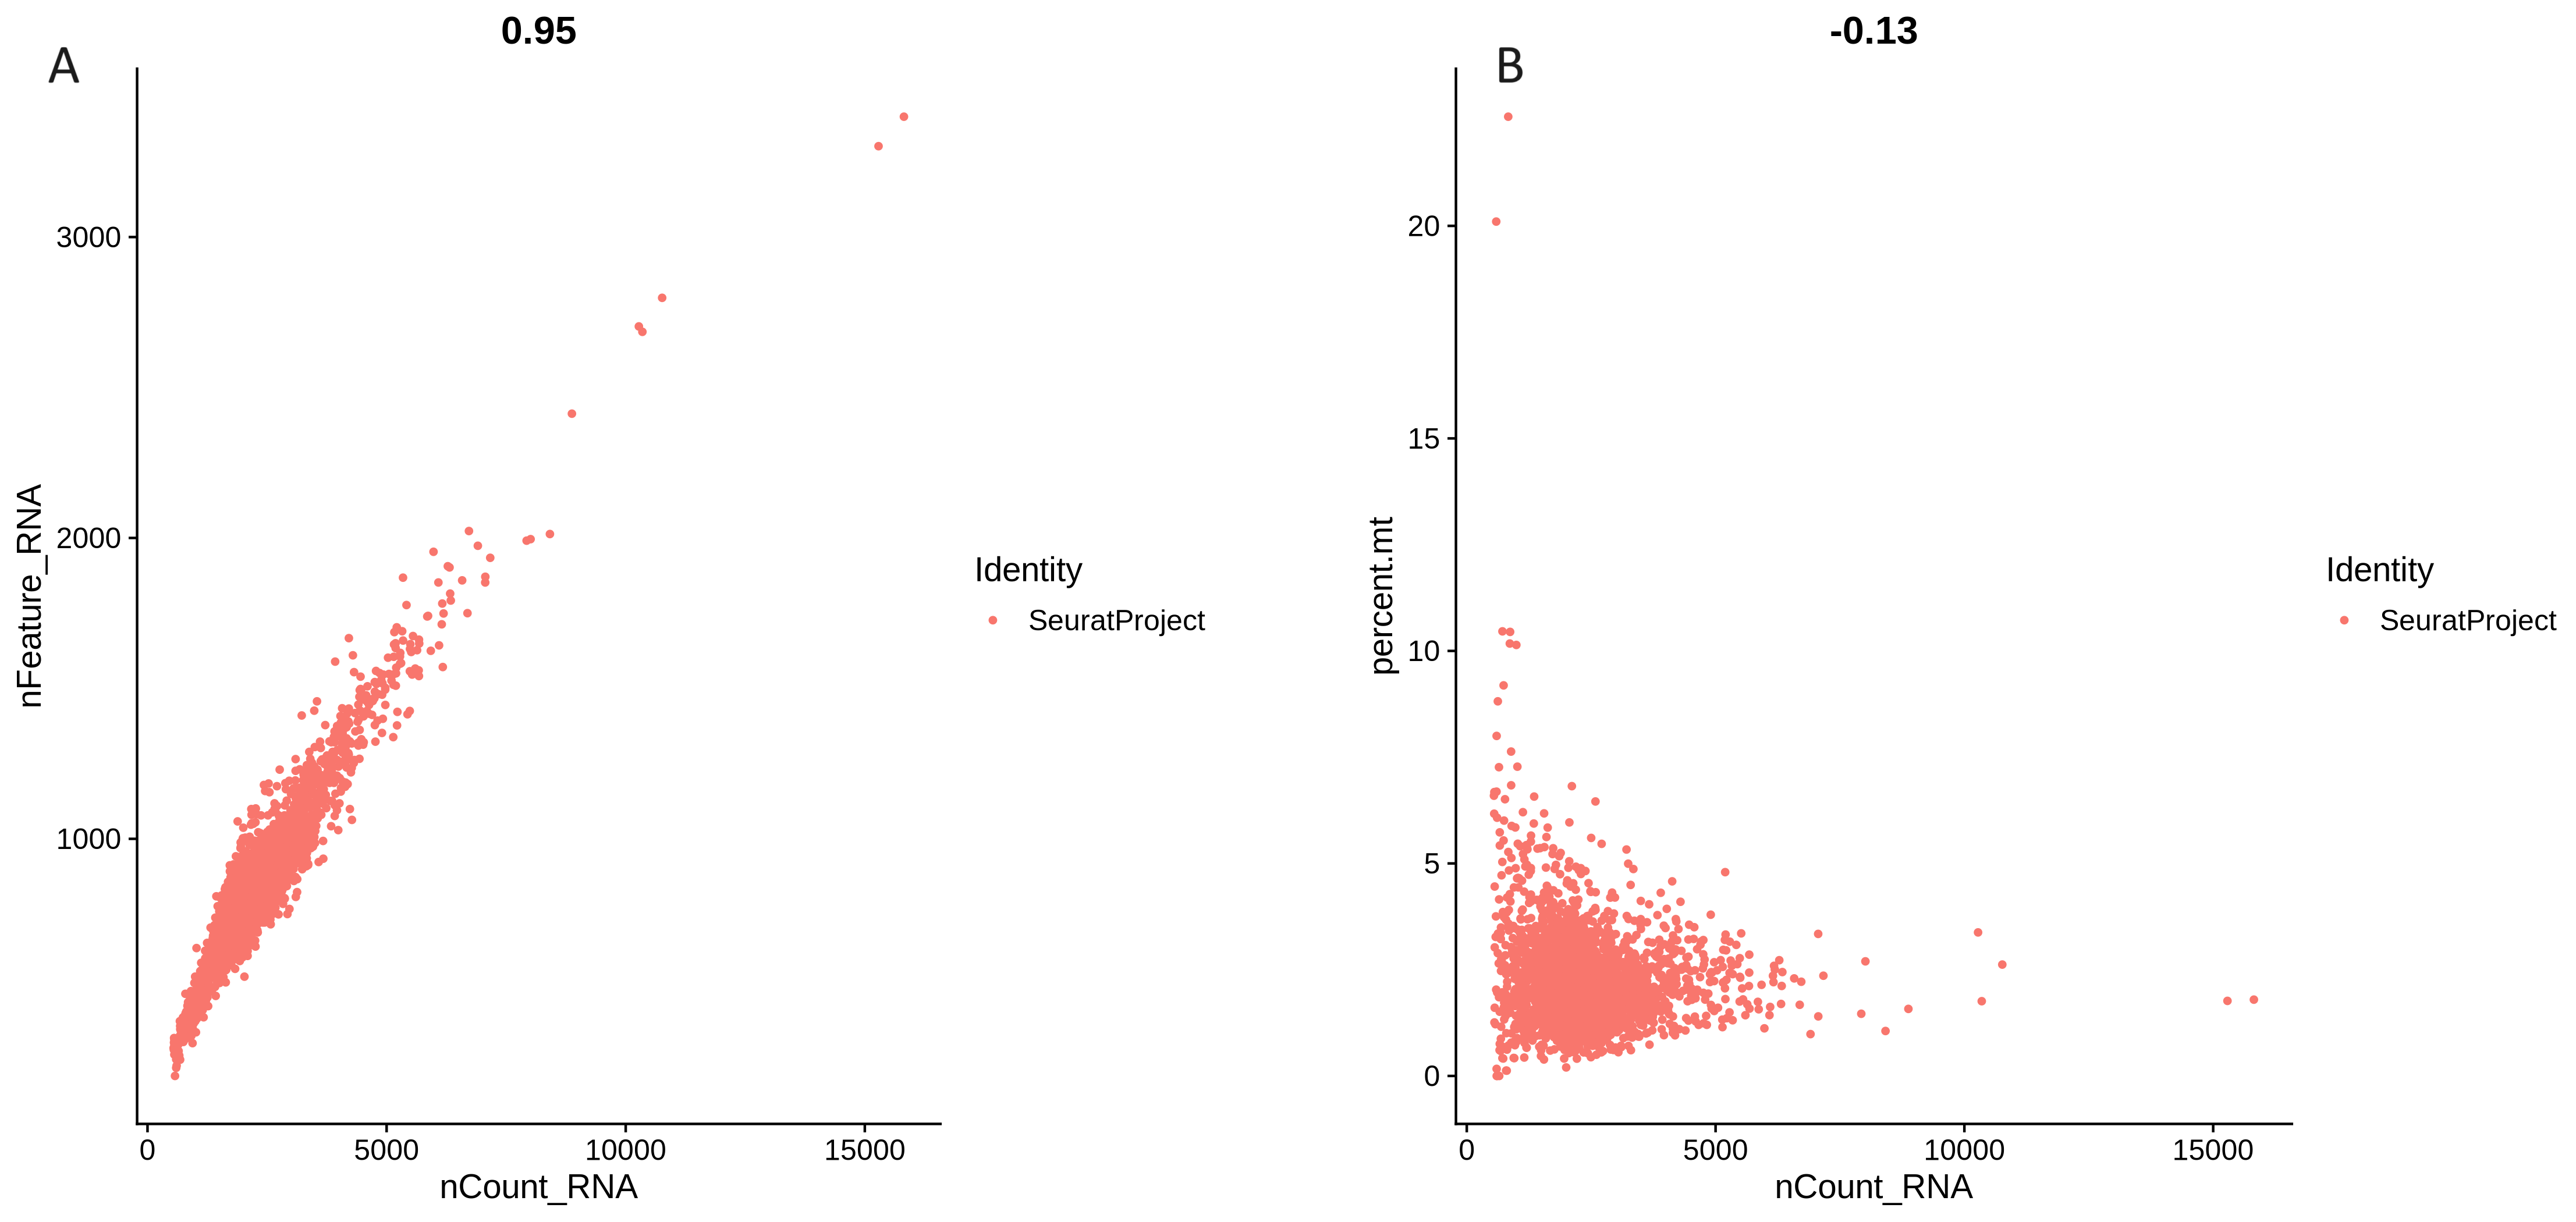 0.95
A
3000
2000
1000
nFeature_RNA
0
5000
10000
15000
nCount_RNA
Identity
SeuratProject
-0.13
B
20
15
10
5
0
percent.mt
0
5000
10000
15000
nCount_RNA
Identity
SeuratProject